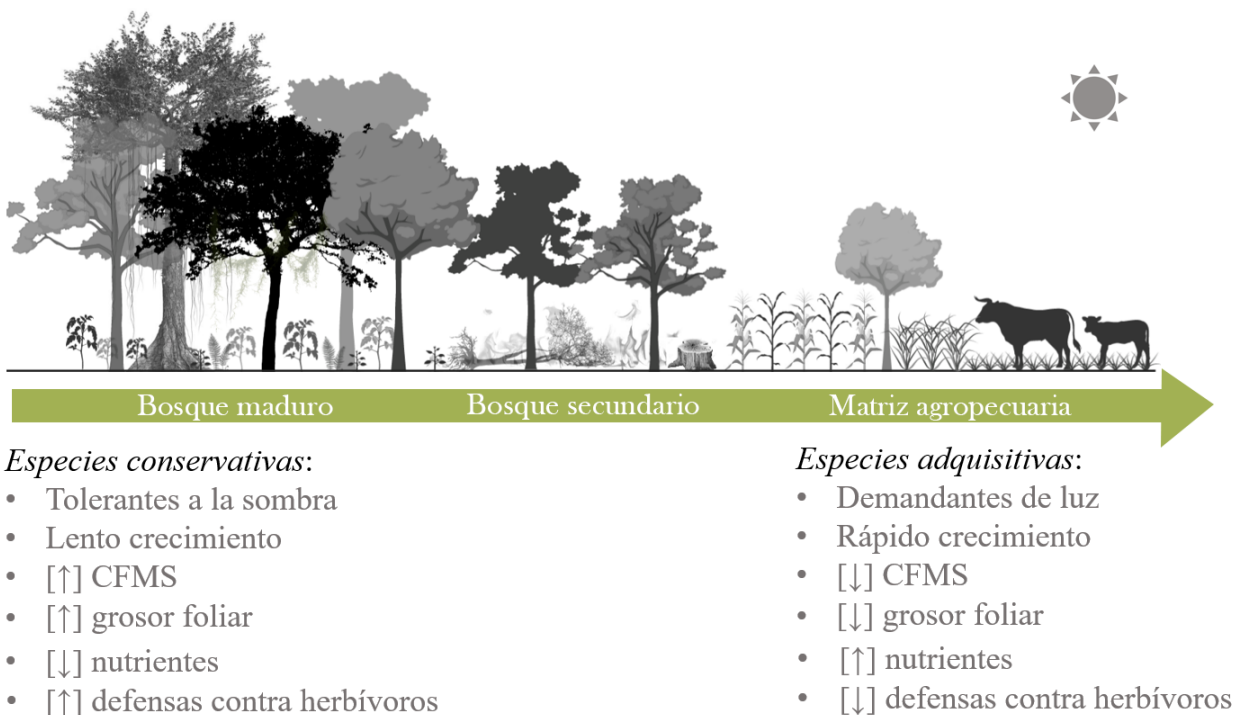 Bosque maduro
Bosque secundario
Matriz agropecuaria
Especies conservativas:
• Tolerantes a la sombra
• Lento crecimiento
• [↑] CFMS
• [↑] grosor foliar
• [↓] nutrientes
• [↑] defensas contra herbívoros
Especies adquisitivas:
• Demandantes de luz
• Rápido crecimiento
• [↓] CFMS
• [↓] grosor foliar
• [↑] nutrientes
• [↓] defensas contra herbívoros